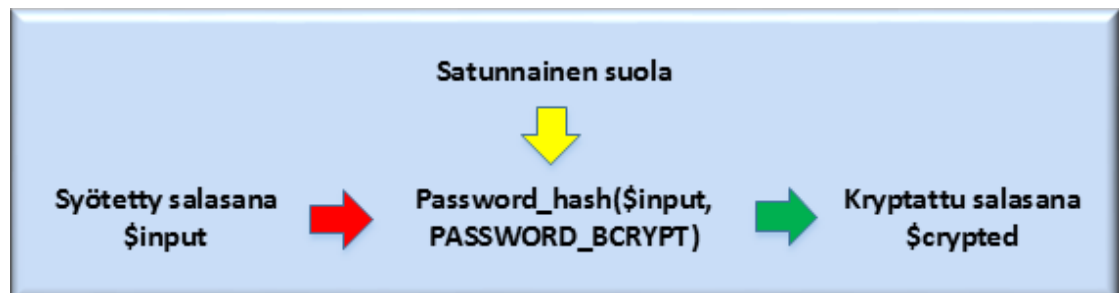 Satunnainen suola
Syötetty salasana
$input
Password_hash($input,
PASSWORD_BCRYPT)
Kryptattu salasana
$crypted